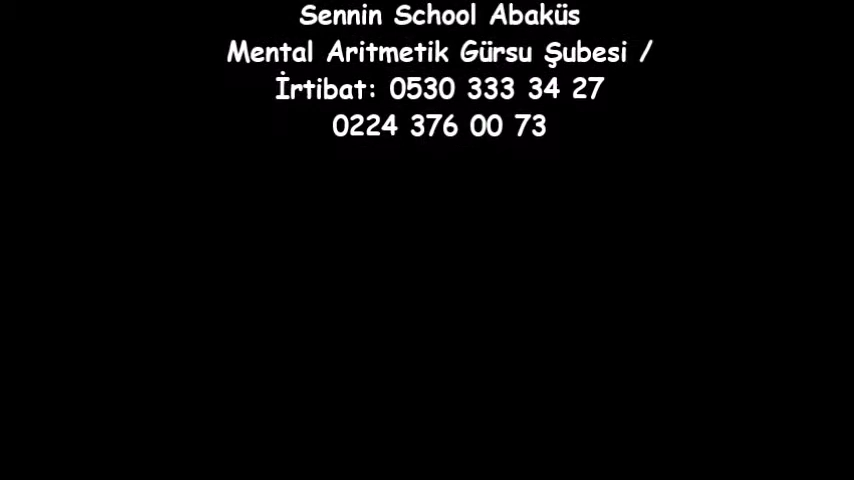 Sennin School Abaküs
Mental Aritmetik Gürsu Şubesi /
İrtibat: 0530 333 34 27
0224 376 00 73